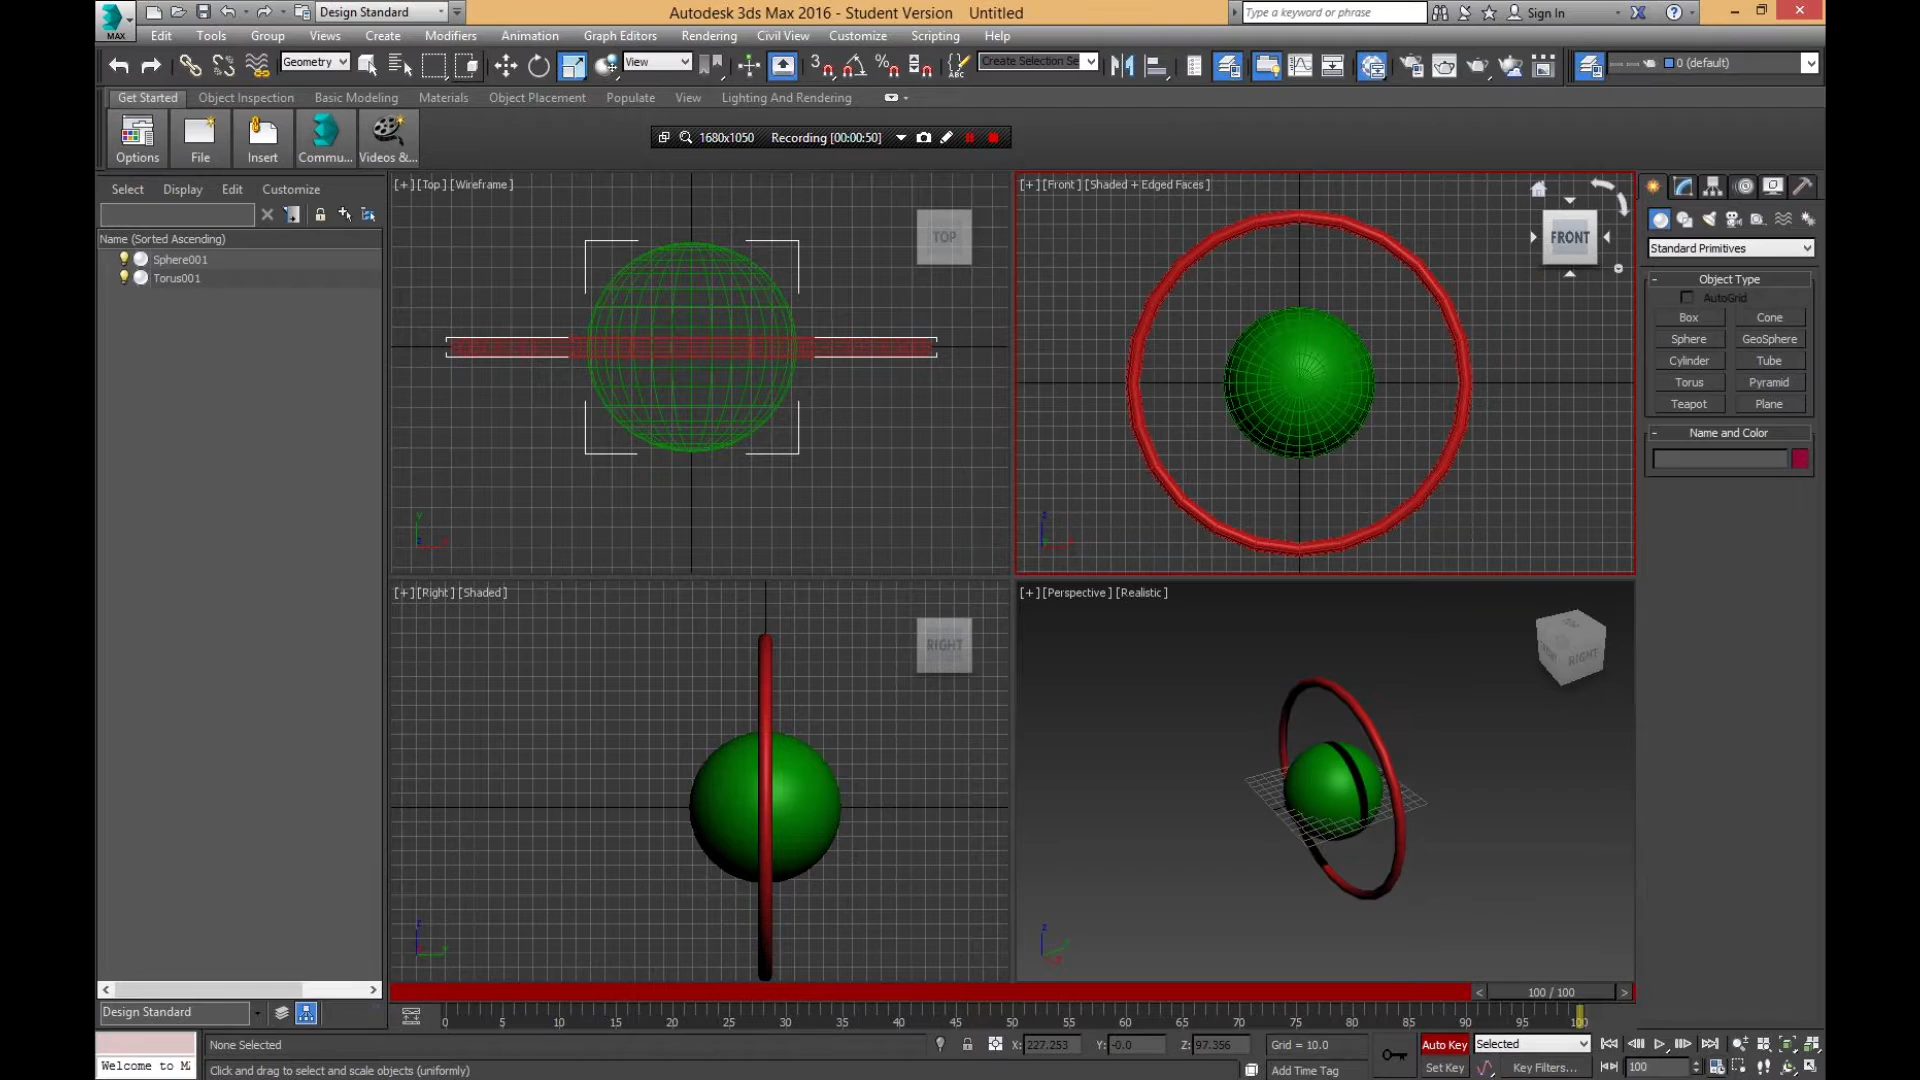 Design Standard
Autodesk 3ds Max 2016 - Student Version Untitled
Type a keyword or phrase
Sign In
MAX
Edit Tools Group Views Create Modifiers Animation Graph Editors Rendering Civil View Customize Scripting Help
Geometry
View
Create Selection Se
0 (default)
Get Started Object Inspection Basic Modeling Materials Object Placement Populate View Lighting And Rendering
Options File Insert Commu... Videos &...
1680x1050 Recording [00:00:50]
Select Display Edit Customize
Name (Sorted Ascending)
Sphere001
Torus001
[+] [Top] [Wireframe]
TOP
[+] [Front] [Shaded + Edged Faces]
FRONT
[+] [Right] [Shaded]
RIGHT
[+] [Perspective] [Realistic]
RIGHT
Standard Primitives
Object Type
AutoGrid
Box Cone
Sphere GeoSphere
Cylinder Tube
Torus Pyramid
Teapot Plane
Name and Color
100 / 100
Design Standard
0 5 10 15 20 25 30 35 40 45 50 55 60 65 70 75 80 85 90 95 100
None Selected
X: 227.253 Y: -0.0 Z: 97.356 Grid = 10.0
Auto Key Selected
Welcome to M
Click and drag to select and scale objects (uniformly)
Add Time Tag
Set Key Key Filters... 100